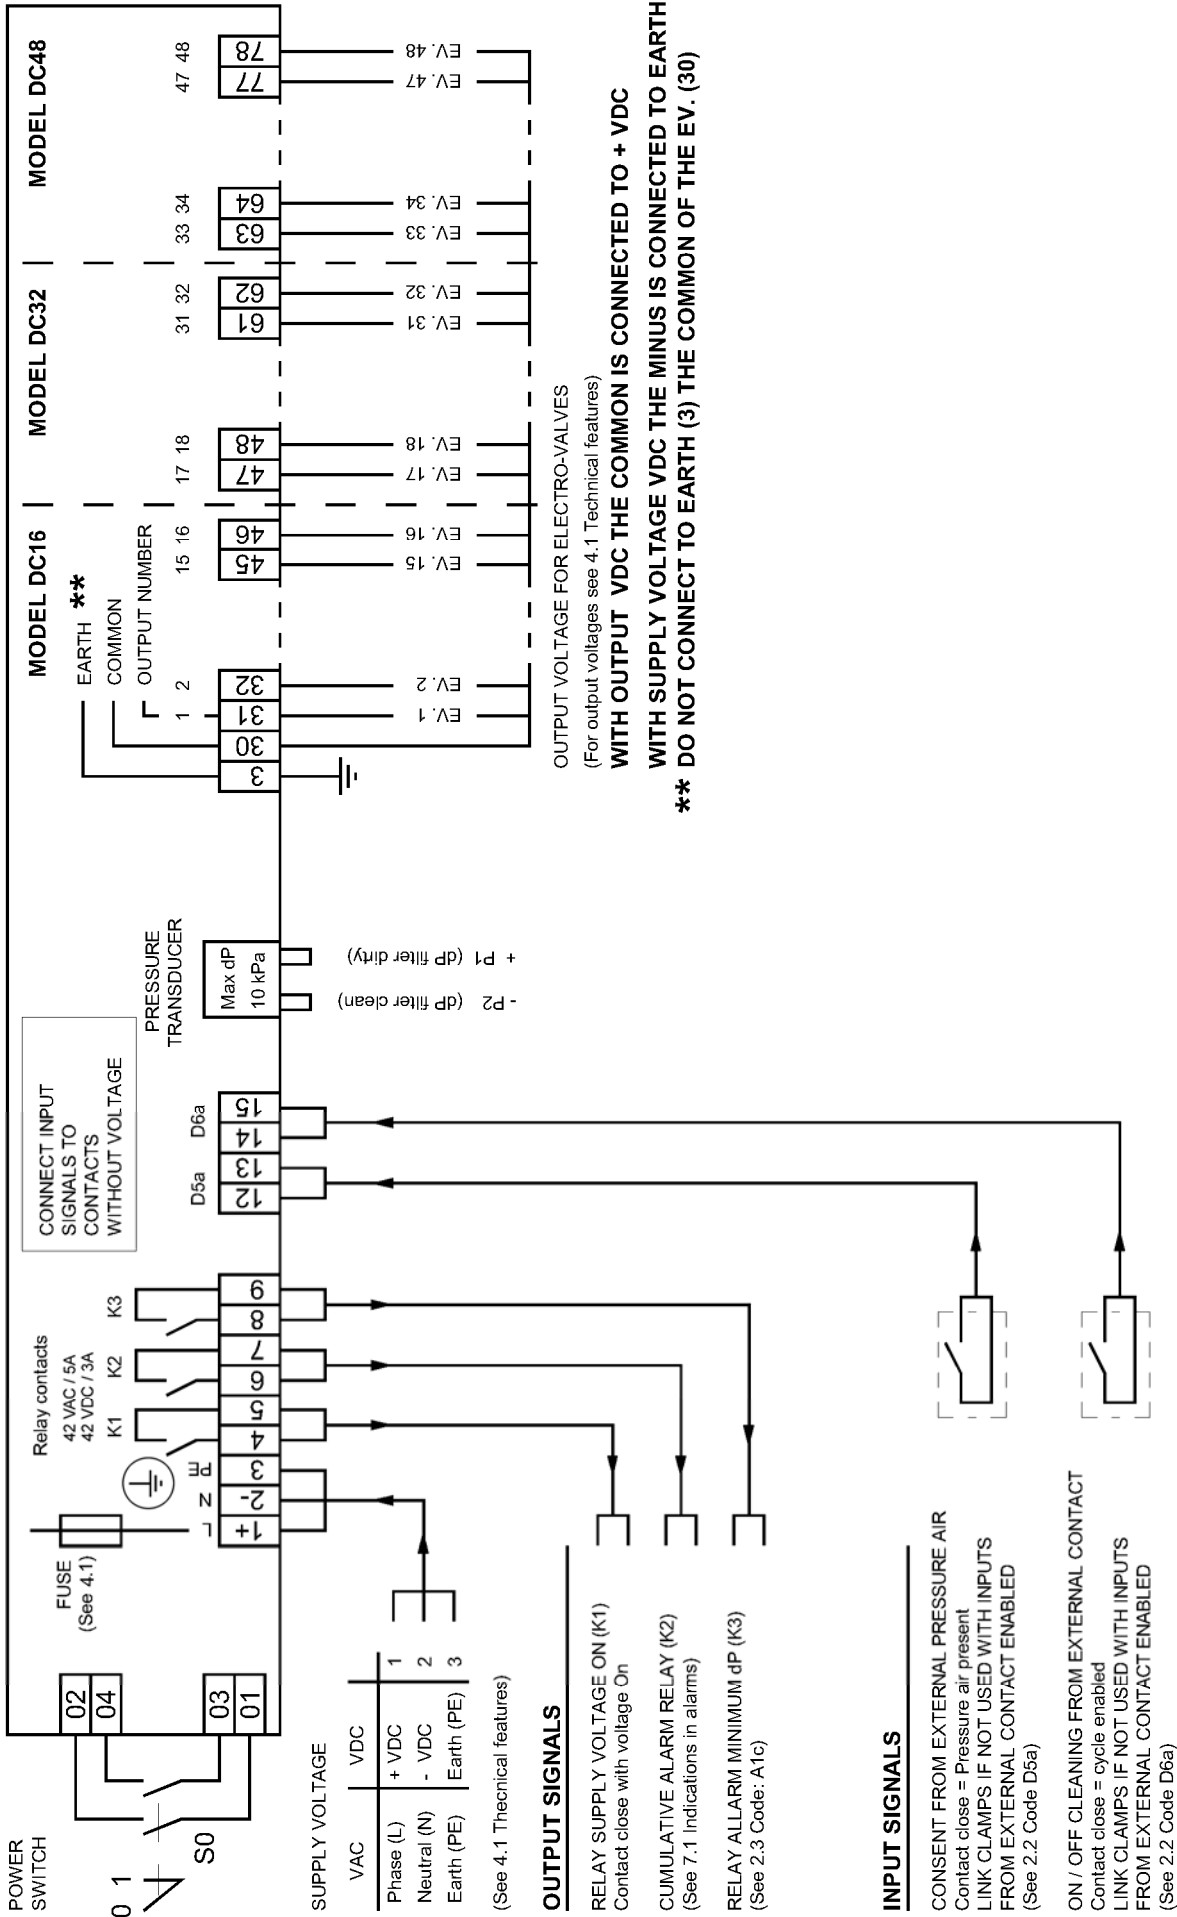 POWER
SWITCH
0 1
S0
02
04
03
01
FUSE
(See 4.1)
L
N
PE
1+
2-
3
4
5
6
7
8
9
Relay contacts
42 VAC / 5A
42 VDC / 3A
K1
K2
K3
CONNECT INPUT
SIGNALS TO
CONTACTS
WITHOUT VOLTAGE
D5a
D6a
12
13
14
15
PRESSURE
TRANSDUCER
Max dP
10 kPa
- P2 (dP filter clean)
+ P1 (dP filter dirty)
MODEL DC16
EARTH **
COMMON
OUTPUT NUMBER
1 2
15 16
3
30
31
32
45
46
EV. 1
EV. 2
EV. 15
EV. 16
MODEL DC32
17 18
31 32
47
48
61
62
EV. 17
EV. 18
EV. 31
EV. 32
MODEL DC48
33 34
47 48
63
64
77
78
EV. 33
EV. 34
EV. 47
EV. 48
OUTPUT VOLTAGE FOR ELECTRO-VALVES
(For output voltages see 4.1 Technical features)
WITH OUTPUT VDC THE COMMON IS CONNECTED TO + VDC
WITH SUPPLY VOLTAGE VDC THE MINUS IS CONNECTED TO EARTH
** DO NOT CONNECT TO EARTH (3) THE COMMON OF THE EV. (30)
SUPPLY VOLTAGE
VAC VDC
Phase (L) + VDC 1
Neutral (N) - VDC 2
Earth (PE) Earth (PE) 3
(See 4.1 Thecnical features)
OUTPUT SIGNALS
RELAY SUPPLY VOLTAGE ON (K1)
Contact close with voltage On
CUMULATIVE ALARM RELAY (K2)
(See 7.1 Indications in alarms)
RELAY ALLARM MINIMUM dP (K3)
(See 2.3 Code: A1c)
INPUT SIGNALS
CONSENT FROM EXTERNAL PRESSURE AIR
Contact close = Pressure air present
LINK CLAMPS IF NOT USED WITH INPUTS
FROM EXTERNAL CONTACT ENABLED
(See 2.2 Code D5a)
ON / OFF CLEANING FROM EXTERNAL CONTACT
Contact close = cycle enabled
LINK CLAMPS IF NOT USED WITH INPUTS
FROM EXTERNAL CONTACT ENABLED
(See 2.2 Code D6a)